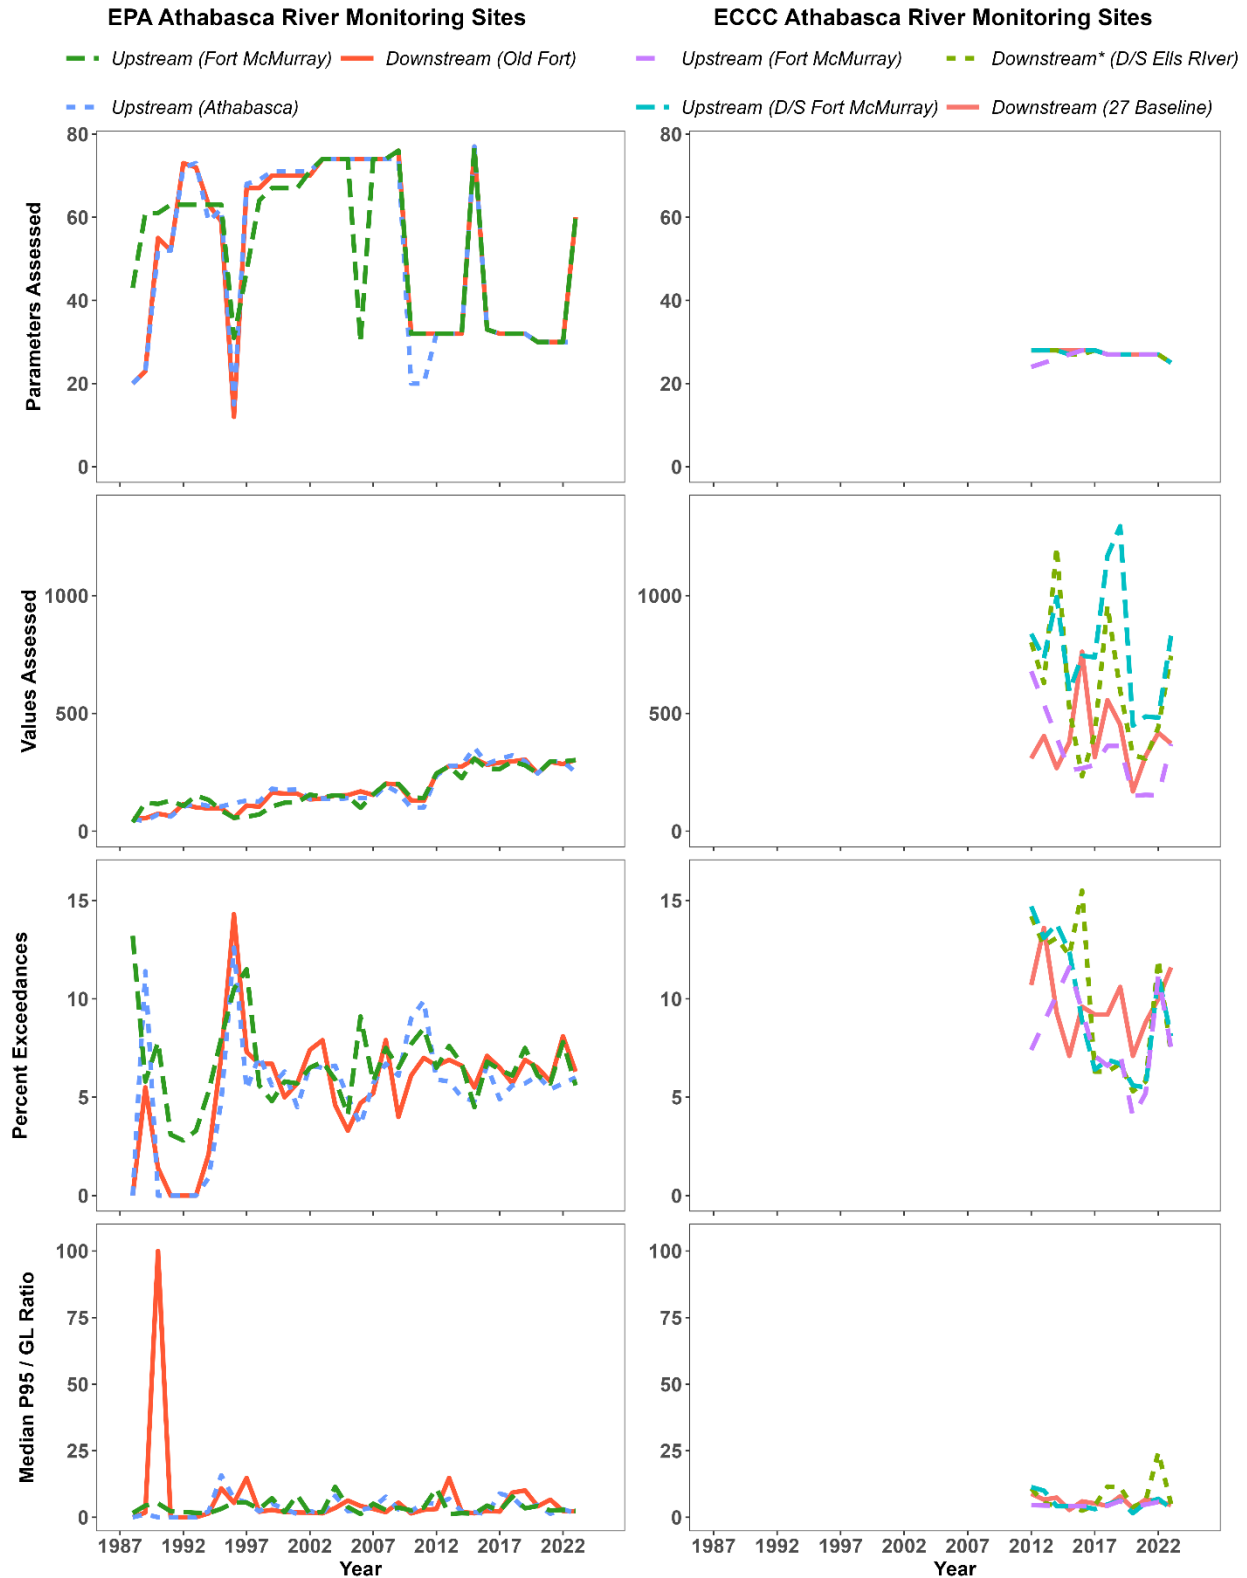 EPA Athabasca River Monitoring Sites
Upstream (Fort McMurray)
Downstream (Old Fort)
Upstream (Athabasca)
ECCC Athabasca River Monitoring Sites
Upstream (Fort McMurray)
Downstream* (D/S Ells RIver)
Upstream (D/S Fort McMurray)
Downstream (27 Baseline)
Parameters Assessed
80
60
40
20
0
80
60
40
20
0
Values Assessed
1000
500
0
1000
500
0
Percent Exceedances
15
10
5
0
15
10
5
0
Median P95 / GL Ratio
100
75
50
25
0
100
75
50
25
0
1987 1992 1997 2002 2007 2012 2017 2022
Year
1987 1992 1997 2002 2007 2012 2017 2022
Year